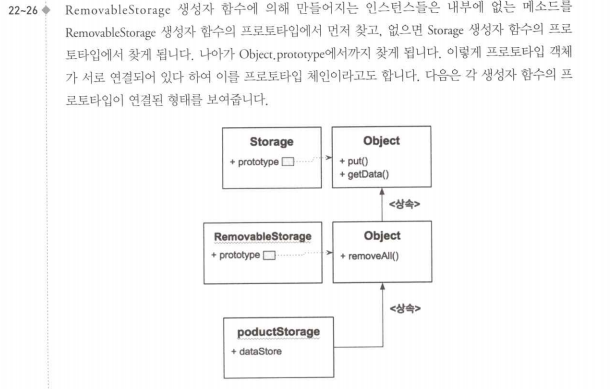 22~26 ◆ RemovableStorage 생성자 함수에 의해 만들어지는 인스턴스들은 내부에 없는 메소드를
RemovableStorage 생성자 함수의 프로토타입에서 먼저 찾고, 없으면 Storage 생성자 함수의 프로
토타입에서 찾게 됩니다. 나아가 Object.prototype에서까지 찾게 됩니다. 이렇게 프로토타입 객체
가 서로 연결되어 있다 하여 이를 프로토타입 체인이라고도 합니다. 다음은 각 생성자 함수의 프
로토타입이 연결된 형태를 보여줍니다.
Storage
+ prototype
Object
+ put()
+ getData()
<상속>
RemovableStorage
+ prototype
Object
+ removeAll()
<상속>
poductStorage
+ dataStore